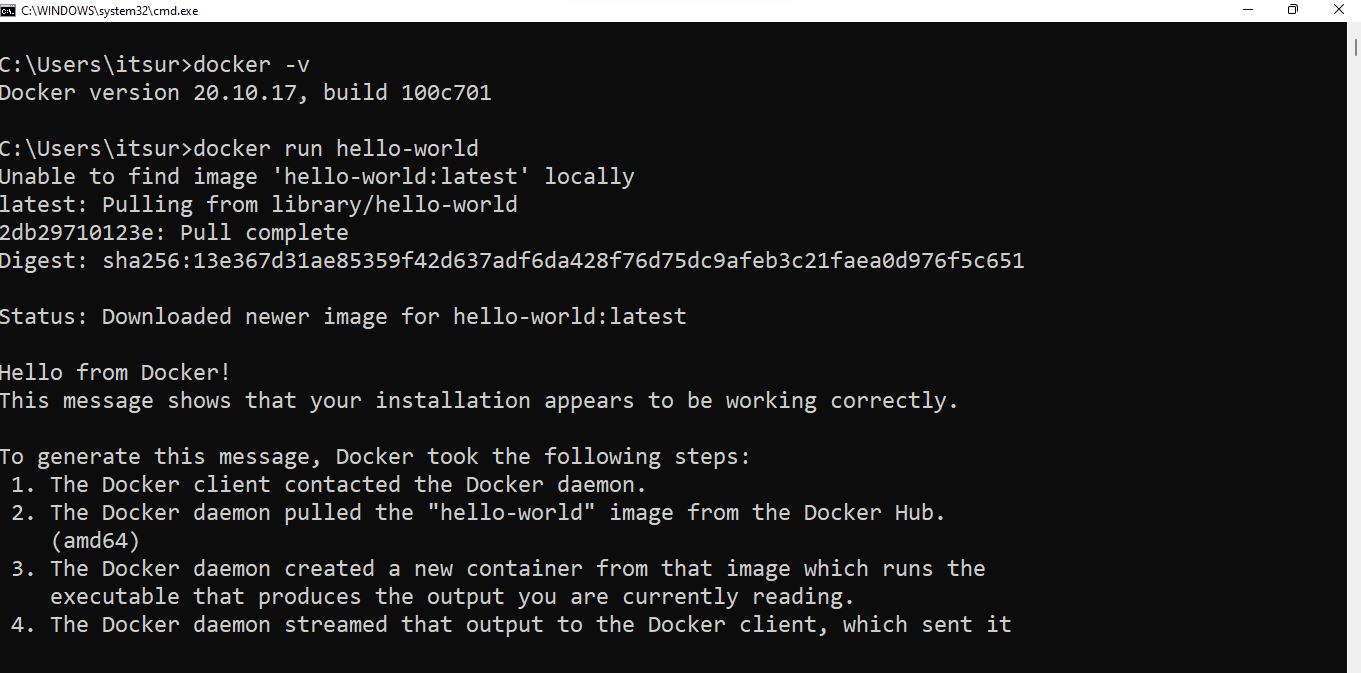 C:\WINDOWS\system32\cmd.exe
C:\Users\itsur>docker -v
Docker version 20.10.17, build 100c701
C:\Users\itsur>docker run hello-world
Unable to find image 'hello-world:latest' locally
latest: Pulling from library/hello-world
2db29710123e: Pull complete
Digest: sha256:13e367d31ae85359f42d637adf6da428f76d75dc9afeb3c21faea0d976f5c651
Status: Downloaded newer image for hello-world:latest
Hello from Docker!
This message shows that your installation appears to be working correctly.
To generate this message, Docker took the following steps:
1. The Docker client contacted the Docker daemon.
2. The Docker daemon pulled the "hello-world" image from the Docker Hub.
(amd64)
3. The Docker daemon created a new container from that image which runs the
executable that produces the output you are currently reading.
4. The Docker daemon streamed that output to the Docker client, which sent it